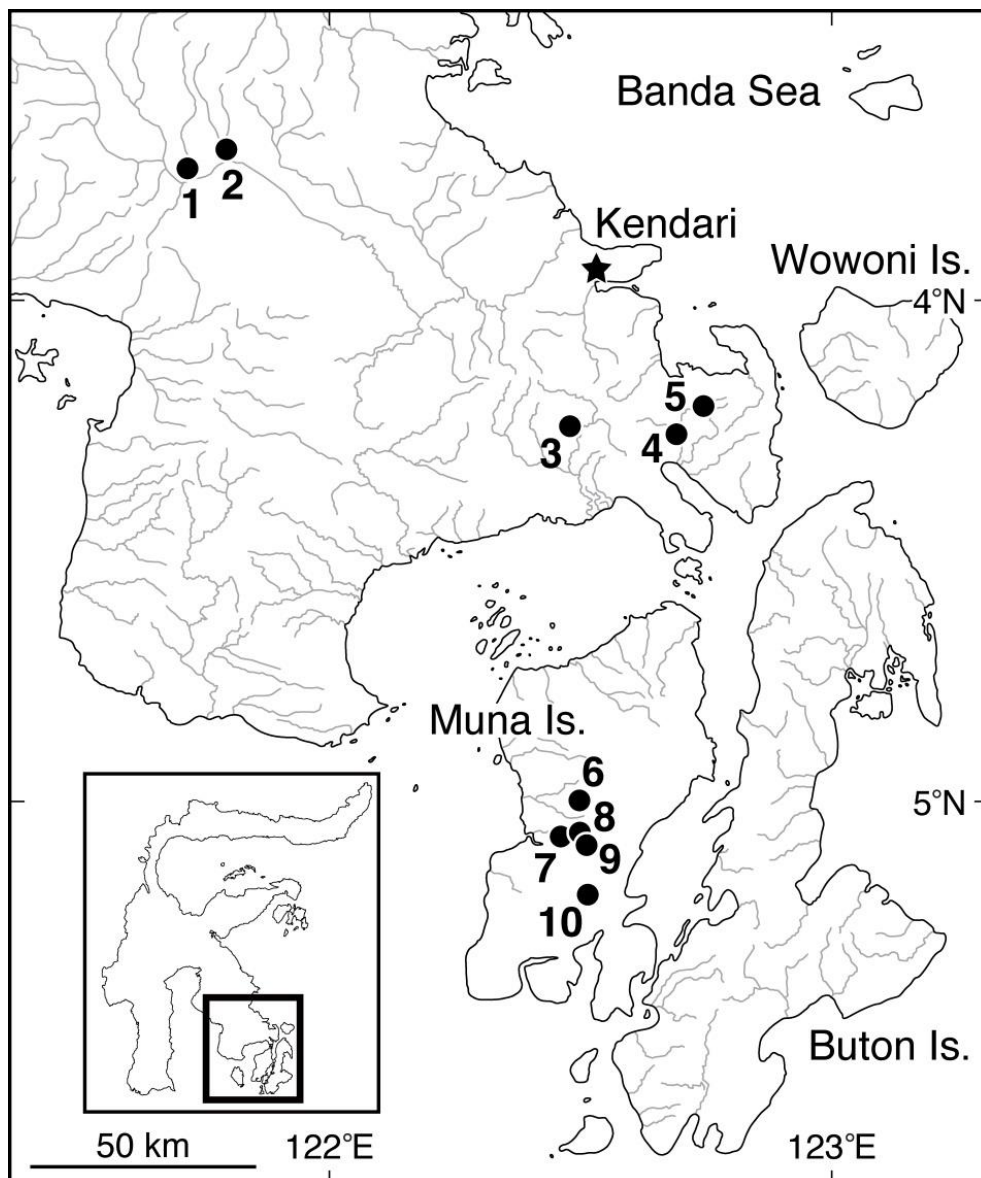 Banda Sea
1
2
Kendari
Wowoni Is.
4°N
5
3
4
Muna Is.
6
5°N
8
7
9
10
Buton Is.
50 km
122°E
123°E